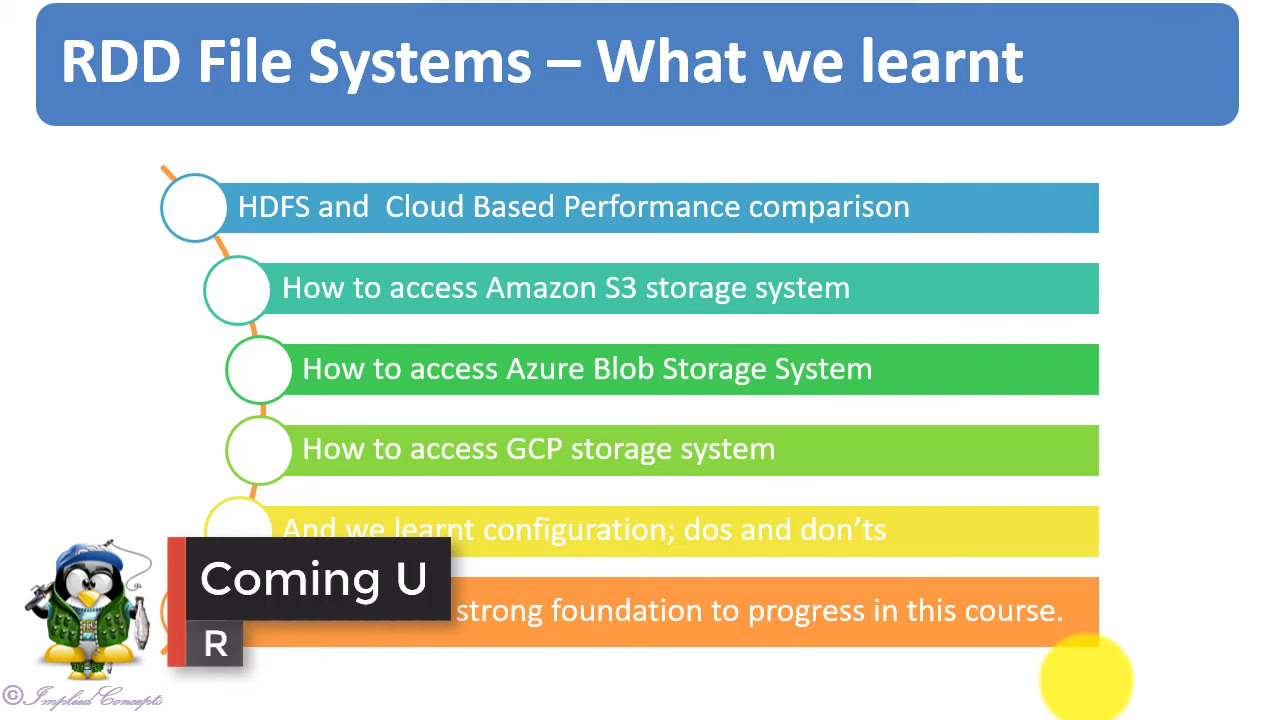 RDD File Systems – What we learnt
HDFS and  Cloud Based Performance comparison
How to access Amazon S3 storage system
How to access Azure Blob Storage System
How to access GCP storage system
And we learnt configuration; dos and don’ts
strong foundation to progress in this course.
Coming U
R
© Implied Concepts